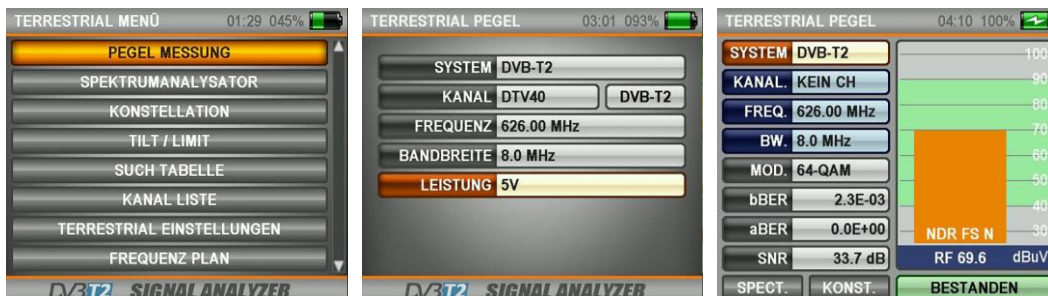 TERRESTRIAL MENÜ 01:29 045%
PEGEL MESSUNG
SPEKTRUMANALYSATOR
KONSTELLATION
TILT / LIMIT
SUCH TABELLE
KANAL LISTE
TERRESTRIAL EINSTELLUNGEN
FREQUENZ PLAN
DVB T2 SIGNAL ANALYZER
TERRESTRIAL PEGEL 03:01 093%
SYSTEM DVB-T2
KANAL DTV40 DVB-T2
FREQUENZ 626.00 MHz
BANDBREITE 8.0 MHz
LEISTUNG 5V
DVB T2 SIGNAL ANALYZER
TERRESTRIAL PEGEL 04:10 100%
SYSTEM DVB-T2
KANAL. KEIN CH
FREQ. 626.00 MHz
BW. 8.0 MHz
MOD. 64-QAM
bBER 2.3E-03
aBER 0.0E+00
SNR 33.7 dB
100
90
80
70
60
50
40
30
NDR FS N
RF 69.6 dBuV
SPECT. KONST. BESTANDEN